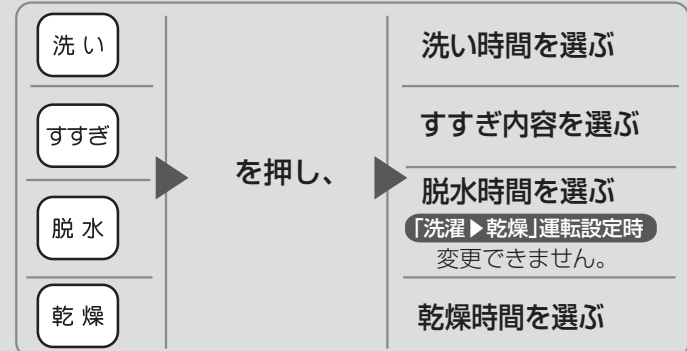 洗い
すすぎ
脱水
乾燥
を押し、
洗い時間を選ぶ
すすぎ内容を選ぶ
脱水時間を選ぶ
「洗濯▶乾燥」運転設定時
変更できません。
乾燥時間を選ぶ